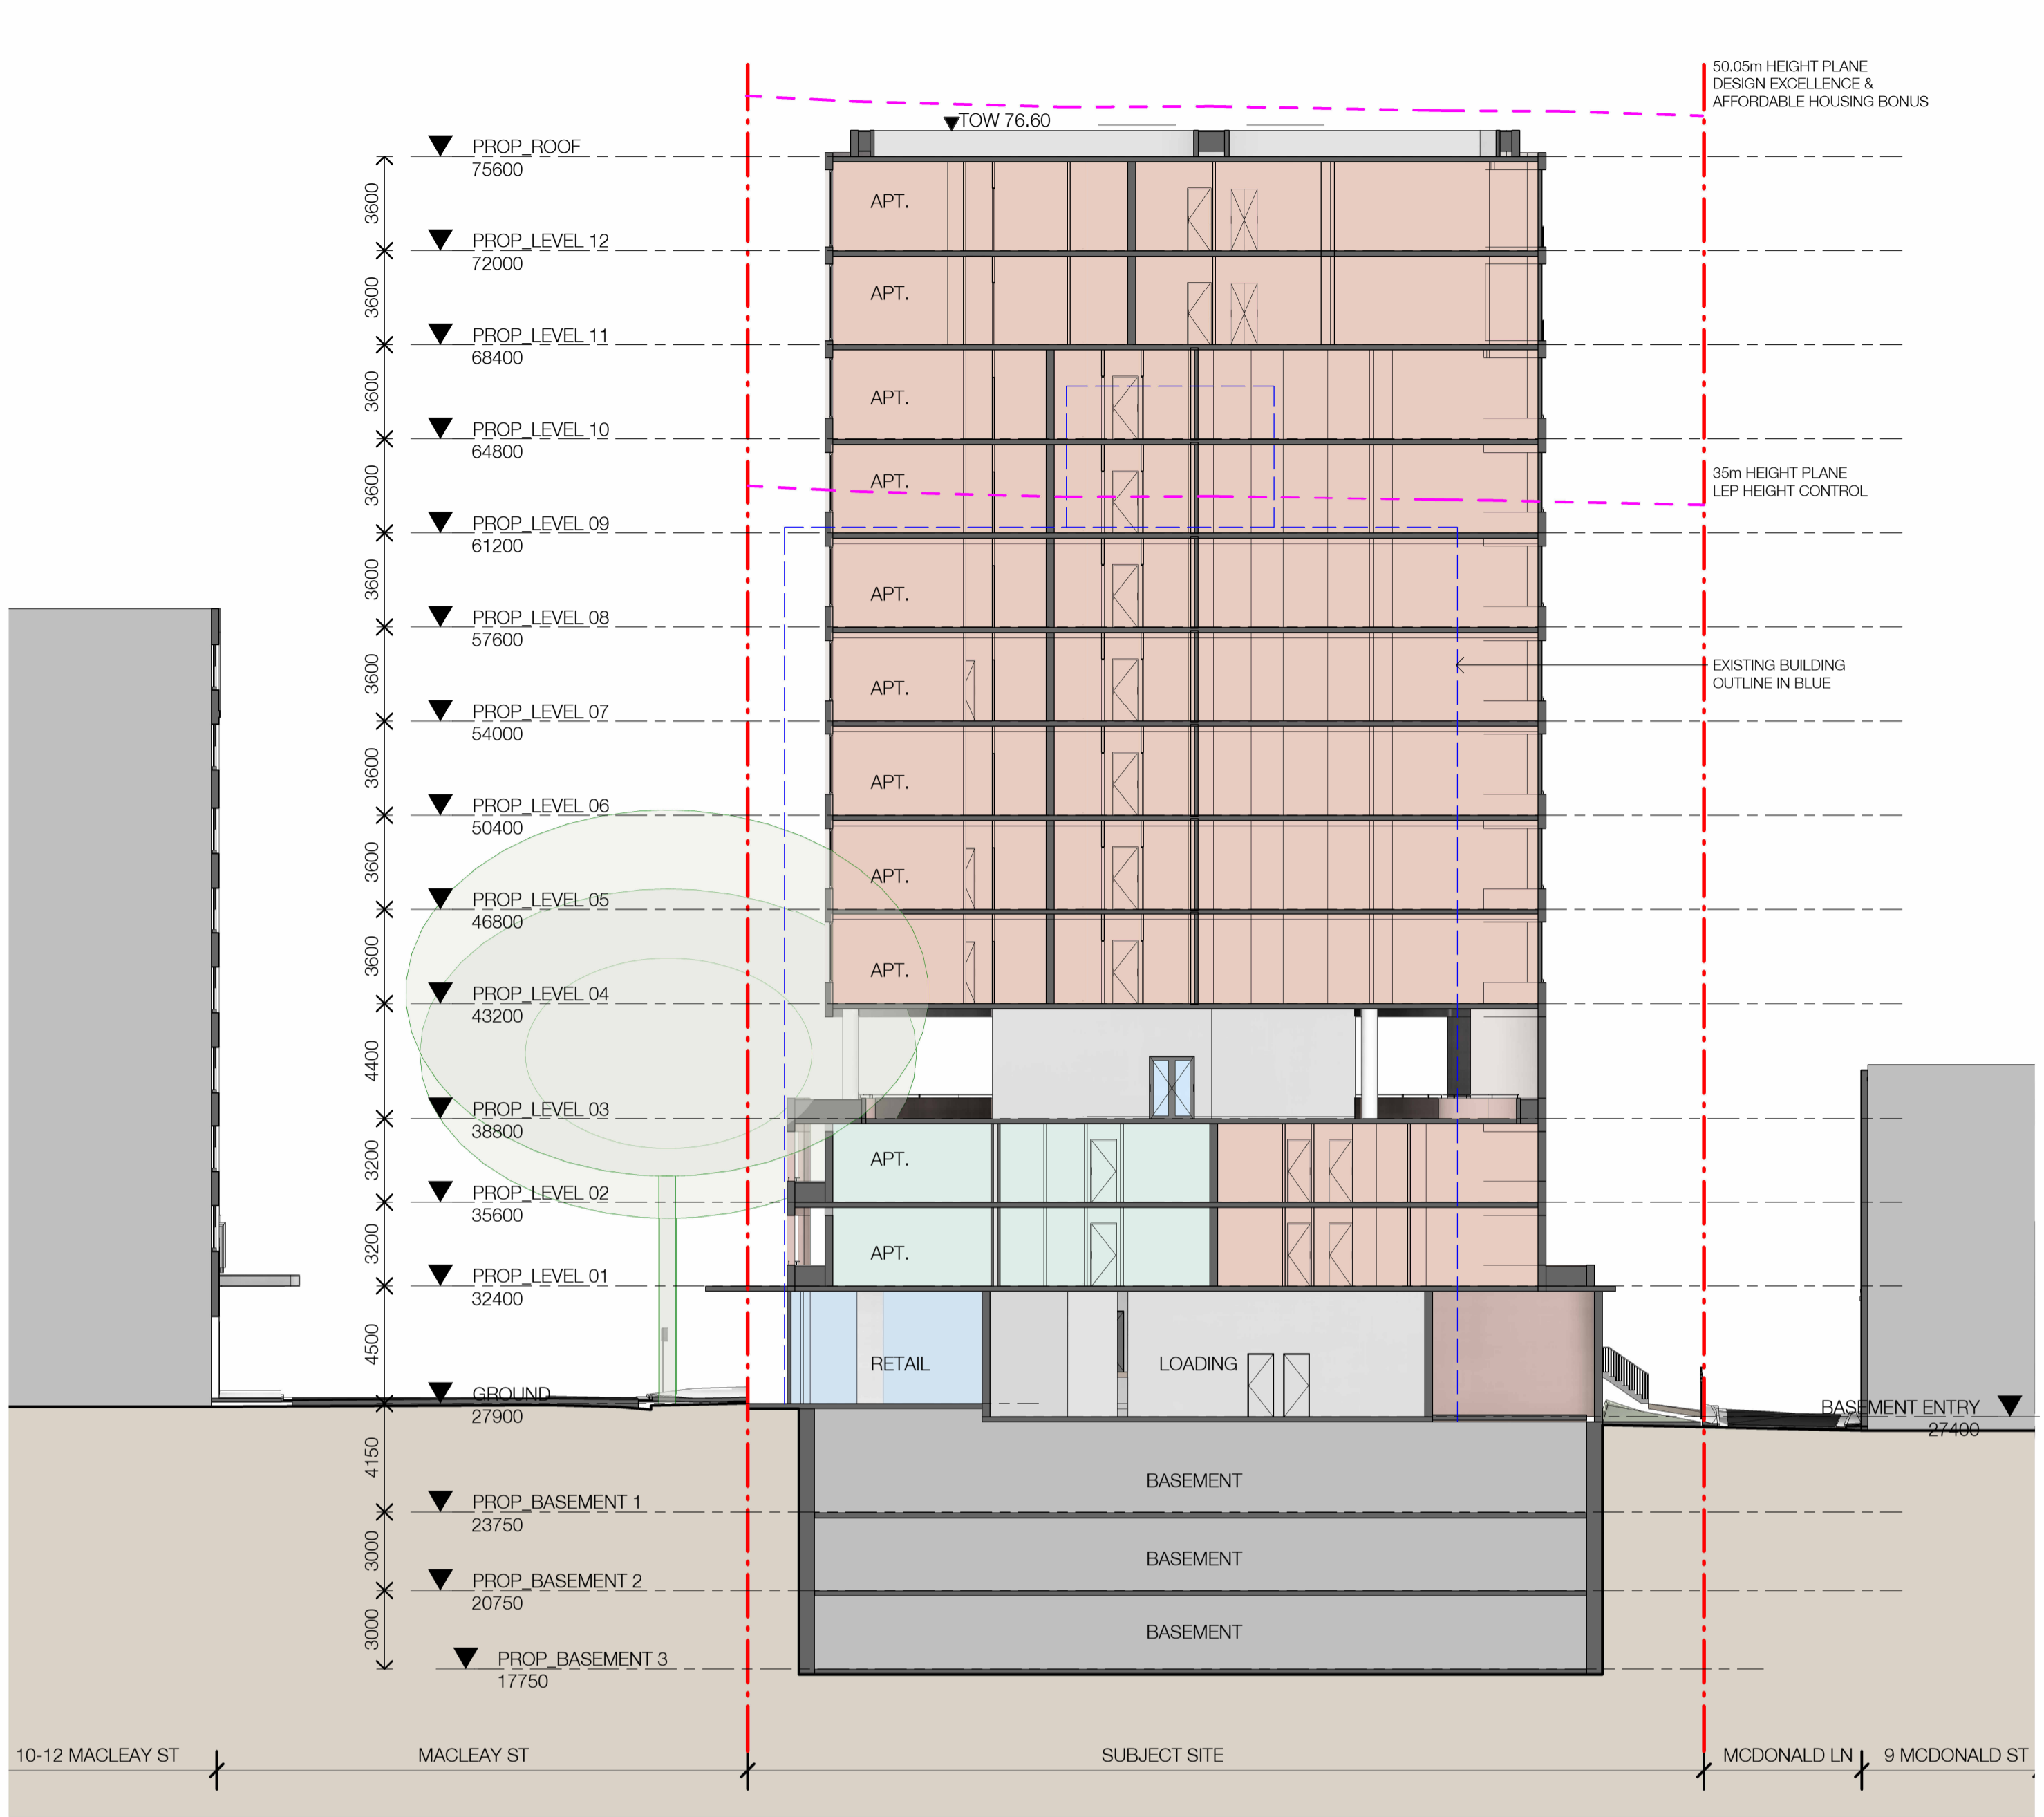 50.05m HEIGHT PLANE
DESIGN EXCELLENCE &
AFFORDABLE HOUSING BONUS
TOW 76.60
PROP_ROOF
75600
3600
APT.
PROP_LEVEL 12
72000
3600
APT.
PROP_LEVEL 11
68400
3600
APT.
PROP_LEVEL 10
64800
3600
APT.
35m HEIGHT PLANE
LEP HEIGHT CONTROL
PROP_LEVEL 09
61200
3600
APT.
PROP_LEVEL 08
57600
3600
APT.
EXISTING BUILDING
OUTLINE IN BLUE
PROP_LEVEL 07
54000
3600
APT.
PROP_LEVEL 06
50400
3600
APT.
PROP_LEVEL 05
46800
3600
APT.
PROP_LEVEL 04
43200
4400
PROP_LEVEL 03
38800
3200
APT.
PROP_LEVEL 02
35600
3200
APT.
PROP_LEVEL 01
32400
4500
RETAIL
LOADING
GROUND
27900
BASEMENT ENTRY
27400
4150
BASEMENT
PROP_BASEMENT 1
23750
3000
BASEMENT
PROP_BASEMENT 2
20750
3000
BASEMENT
PROP_BASEMENT 3
17750
10-12 MACLEAY ST
MACLEAY ST
SUBJECT SITE
MCDONALD LN
9 MCDONALD ST